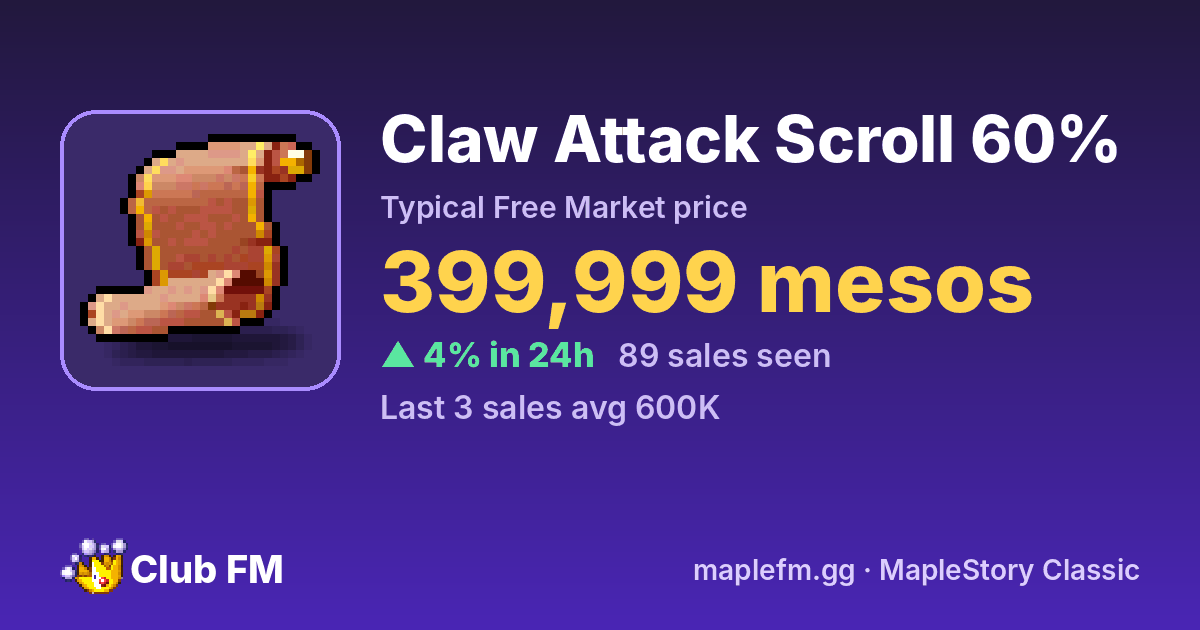 Claw Attack Scroll 60%
Typical Free Market price
399,999 mesos
▲ 4% in 24h 89 sales seen
Last 3 sales avg 600K
Club FM
maplefm.gg · MapleStory Classic